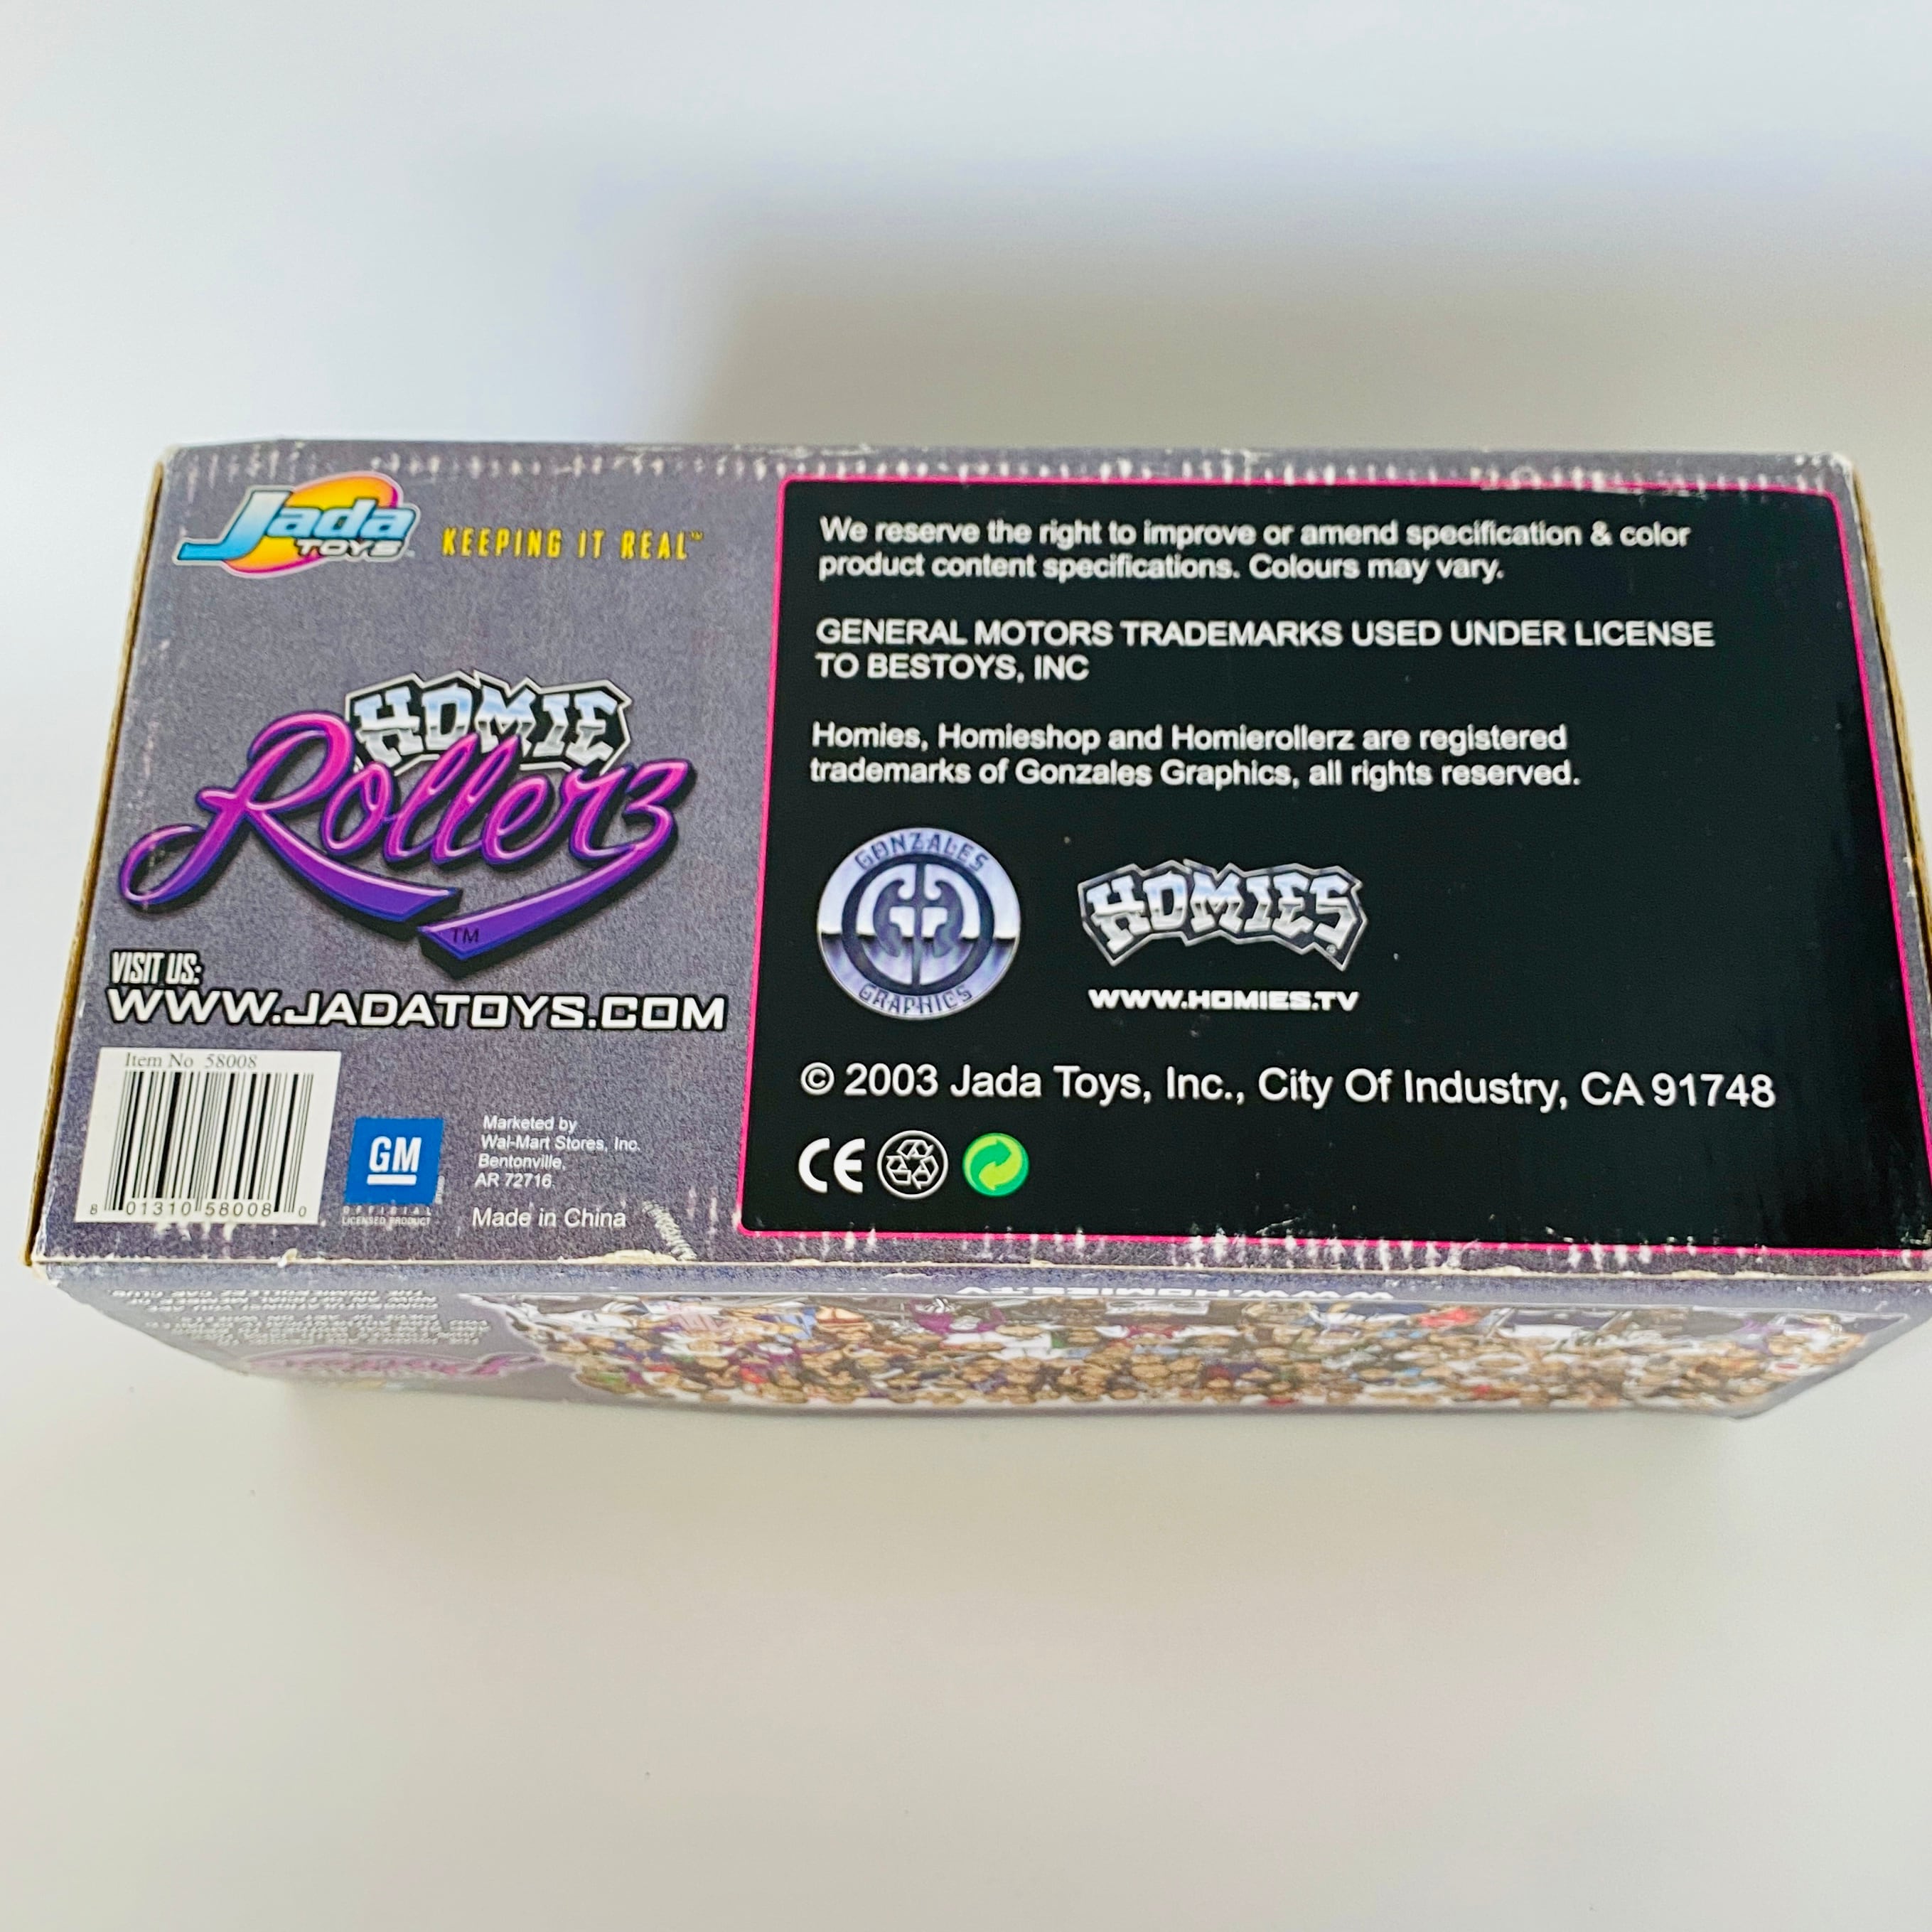 Jada
TOYS
KEEPING IT REAL™
HOMIE
Rollerz
TM
VISIT US:
WWW.JADATOYS.COM
Item No 58008
8 01310 58008 0
GM
OFFICIAL
LICENSED PRODUCT
Marketed by
Wal-Mart Stores, Inc.
Bentonville,
AR 72716
Made in China
We reserve the right to improve or amend specification & color
product content specifications. Colours may vary.
GENERAL MOTORS TRADEMARKS USED UNDER LICENSE
TO BESTOYS, INC
Homies, Homieshop and Homierollerz are registered
trademarks of Gonzales Graphics, all rights reserved.
GONZALES
GRAPHICS
HOMIES
WWW.HOMIES.TV
© 2003 Jada Toys, Inc., City Of Industry, CA 91748
CE
WWW.HOMIES.TV